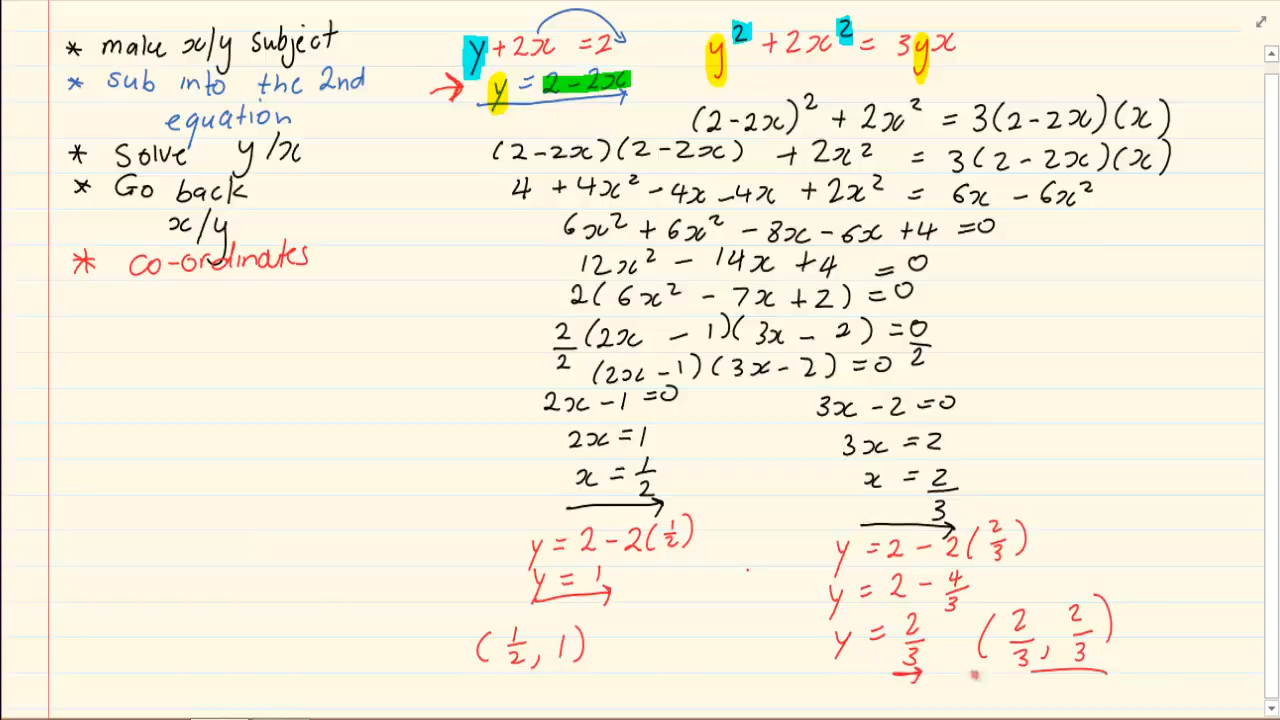 * make x/y subject
* sub into the 2nd
equation
* Solve y/x
* Go back
x/y
* co-ordinates
y + 2x = 2
y = 2 - 2x
y² + 2x² = 3yx
(2-2x)² + 2x² = 3(2-2x)(x)
(2-2x)(2-2x) + 2x² = 3(2-2x)(x)
4 + 4x² - 4x - 4x + 2x² = 6x - 6x²
6x² + 6x² - 8x - 6x + 4 = 0
12x² - 14x + 4 = 0
2(6x² - 7x + 2) = 0
2/2 (2x - 1)(3x - 2) = 0/2
(2x - 1)(3x - 2) = 0
2x - 1 = 0
2x = 1
x = 1/2
y = 2 - 2(1/2)
y = 1
(1/2, 1)
3x - 2 = 0
3x = 2
x = 2/3
y = 2 - 2(2/3)
y = 2 - 4/3
y = 2/3
(2/3, 2/3)